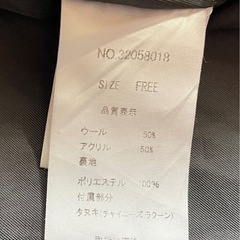 NO.32058018
SIZE FREE
品質表示
ウール 50%
アクリル 50%
裏地
ポリエステル 100%
付属部分
タヌキ(チャイニーズラクーン)